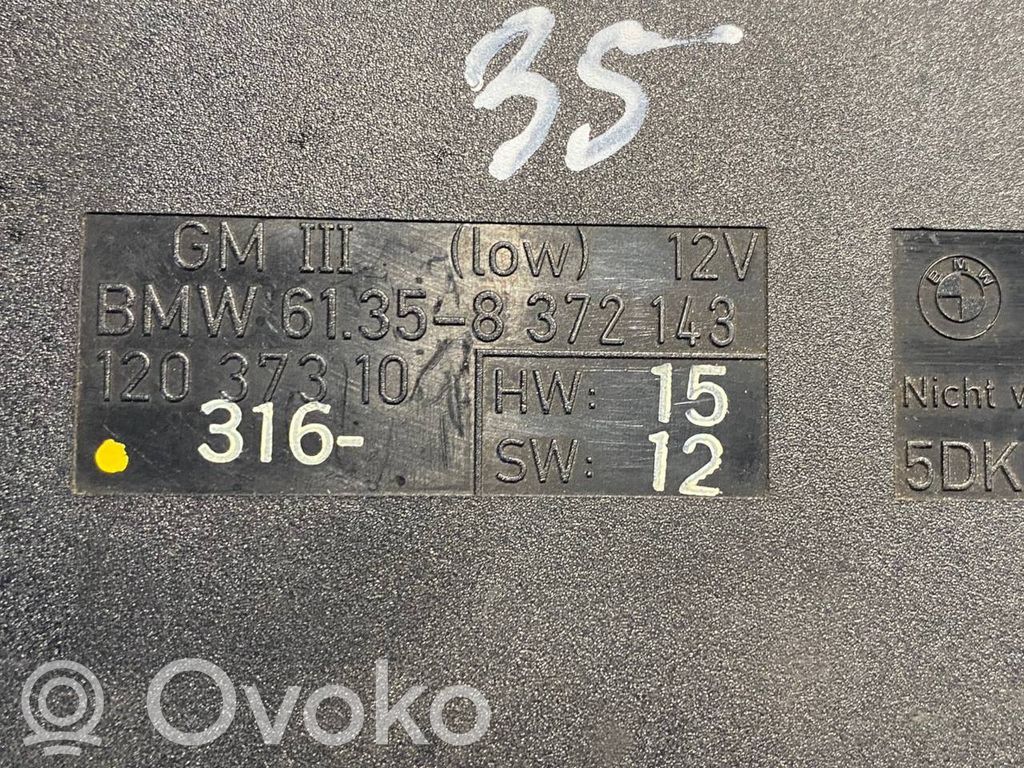 35
GM III (low) 12V
BMW 61.35-8 372 143
120 373 10
316-
HW: 15
SW: 12
BMW
Nicht
5DK
Ovoko